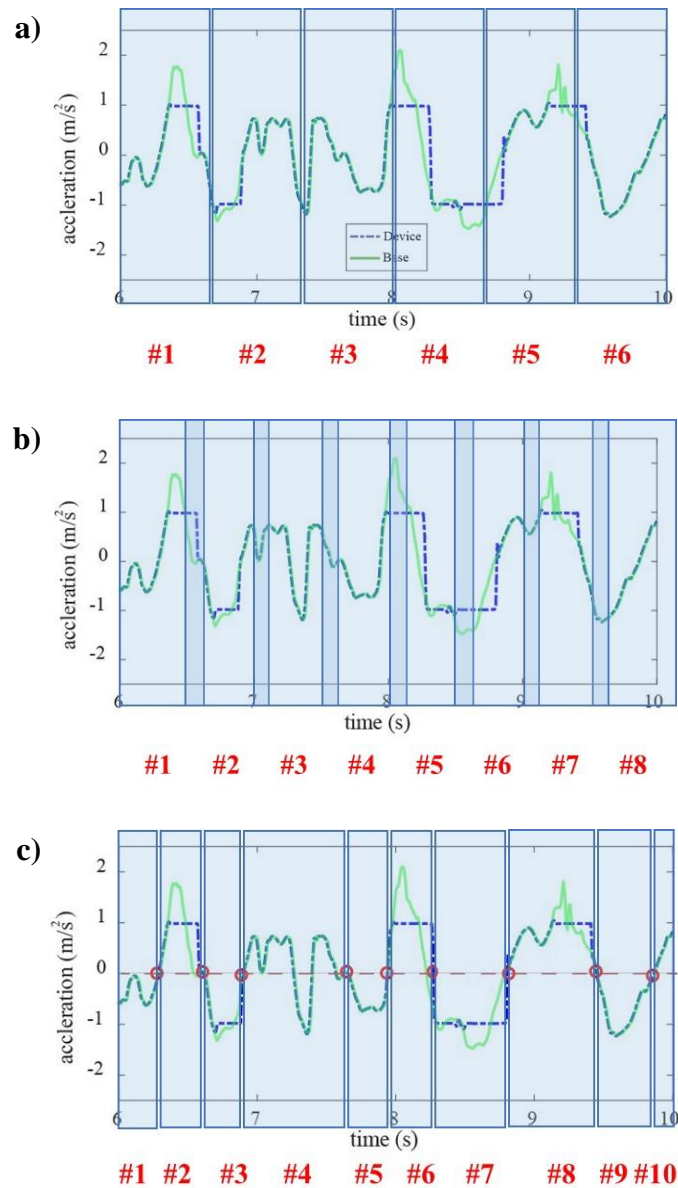 a)
2
1
0
-1
-2
accleration (m/s²)
Device
Base
6 7 8 9 10
time (s)
#1 #2 #3 #4 #5 #6
b)
2
1
0
-1
-2
accleration (m/s²)
6 7 8 9 10
time (s)
#1 #2 #3 #4 #5 #6 #7 #8
c)
2
1
0
-1
-2
accleration (m/s²)
6 7 8 9 10
time (s)
#1 #2 #3 #4 #5 #6 #7 #8 #9 #10